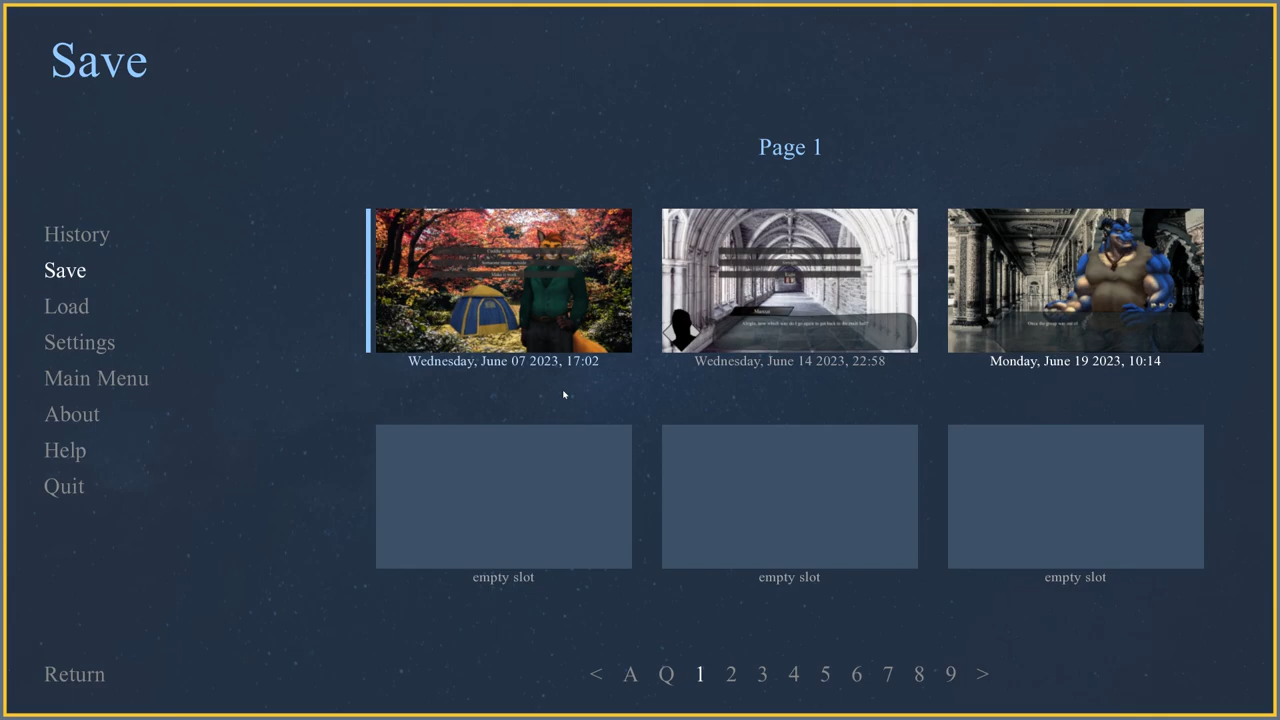 Save
Page 1
History
Save
Load
Settings
Main Menu
About
Help
Quit
Wednesday, June 07 2023, 17:02
Wednesday, June 14 2023, 22:58
Monday, June 19 2023, 10:14
empty slot
empty slot
empty slot
Return
< A Q 1 2 3 4 5 6 7 8 9 >